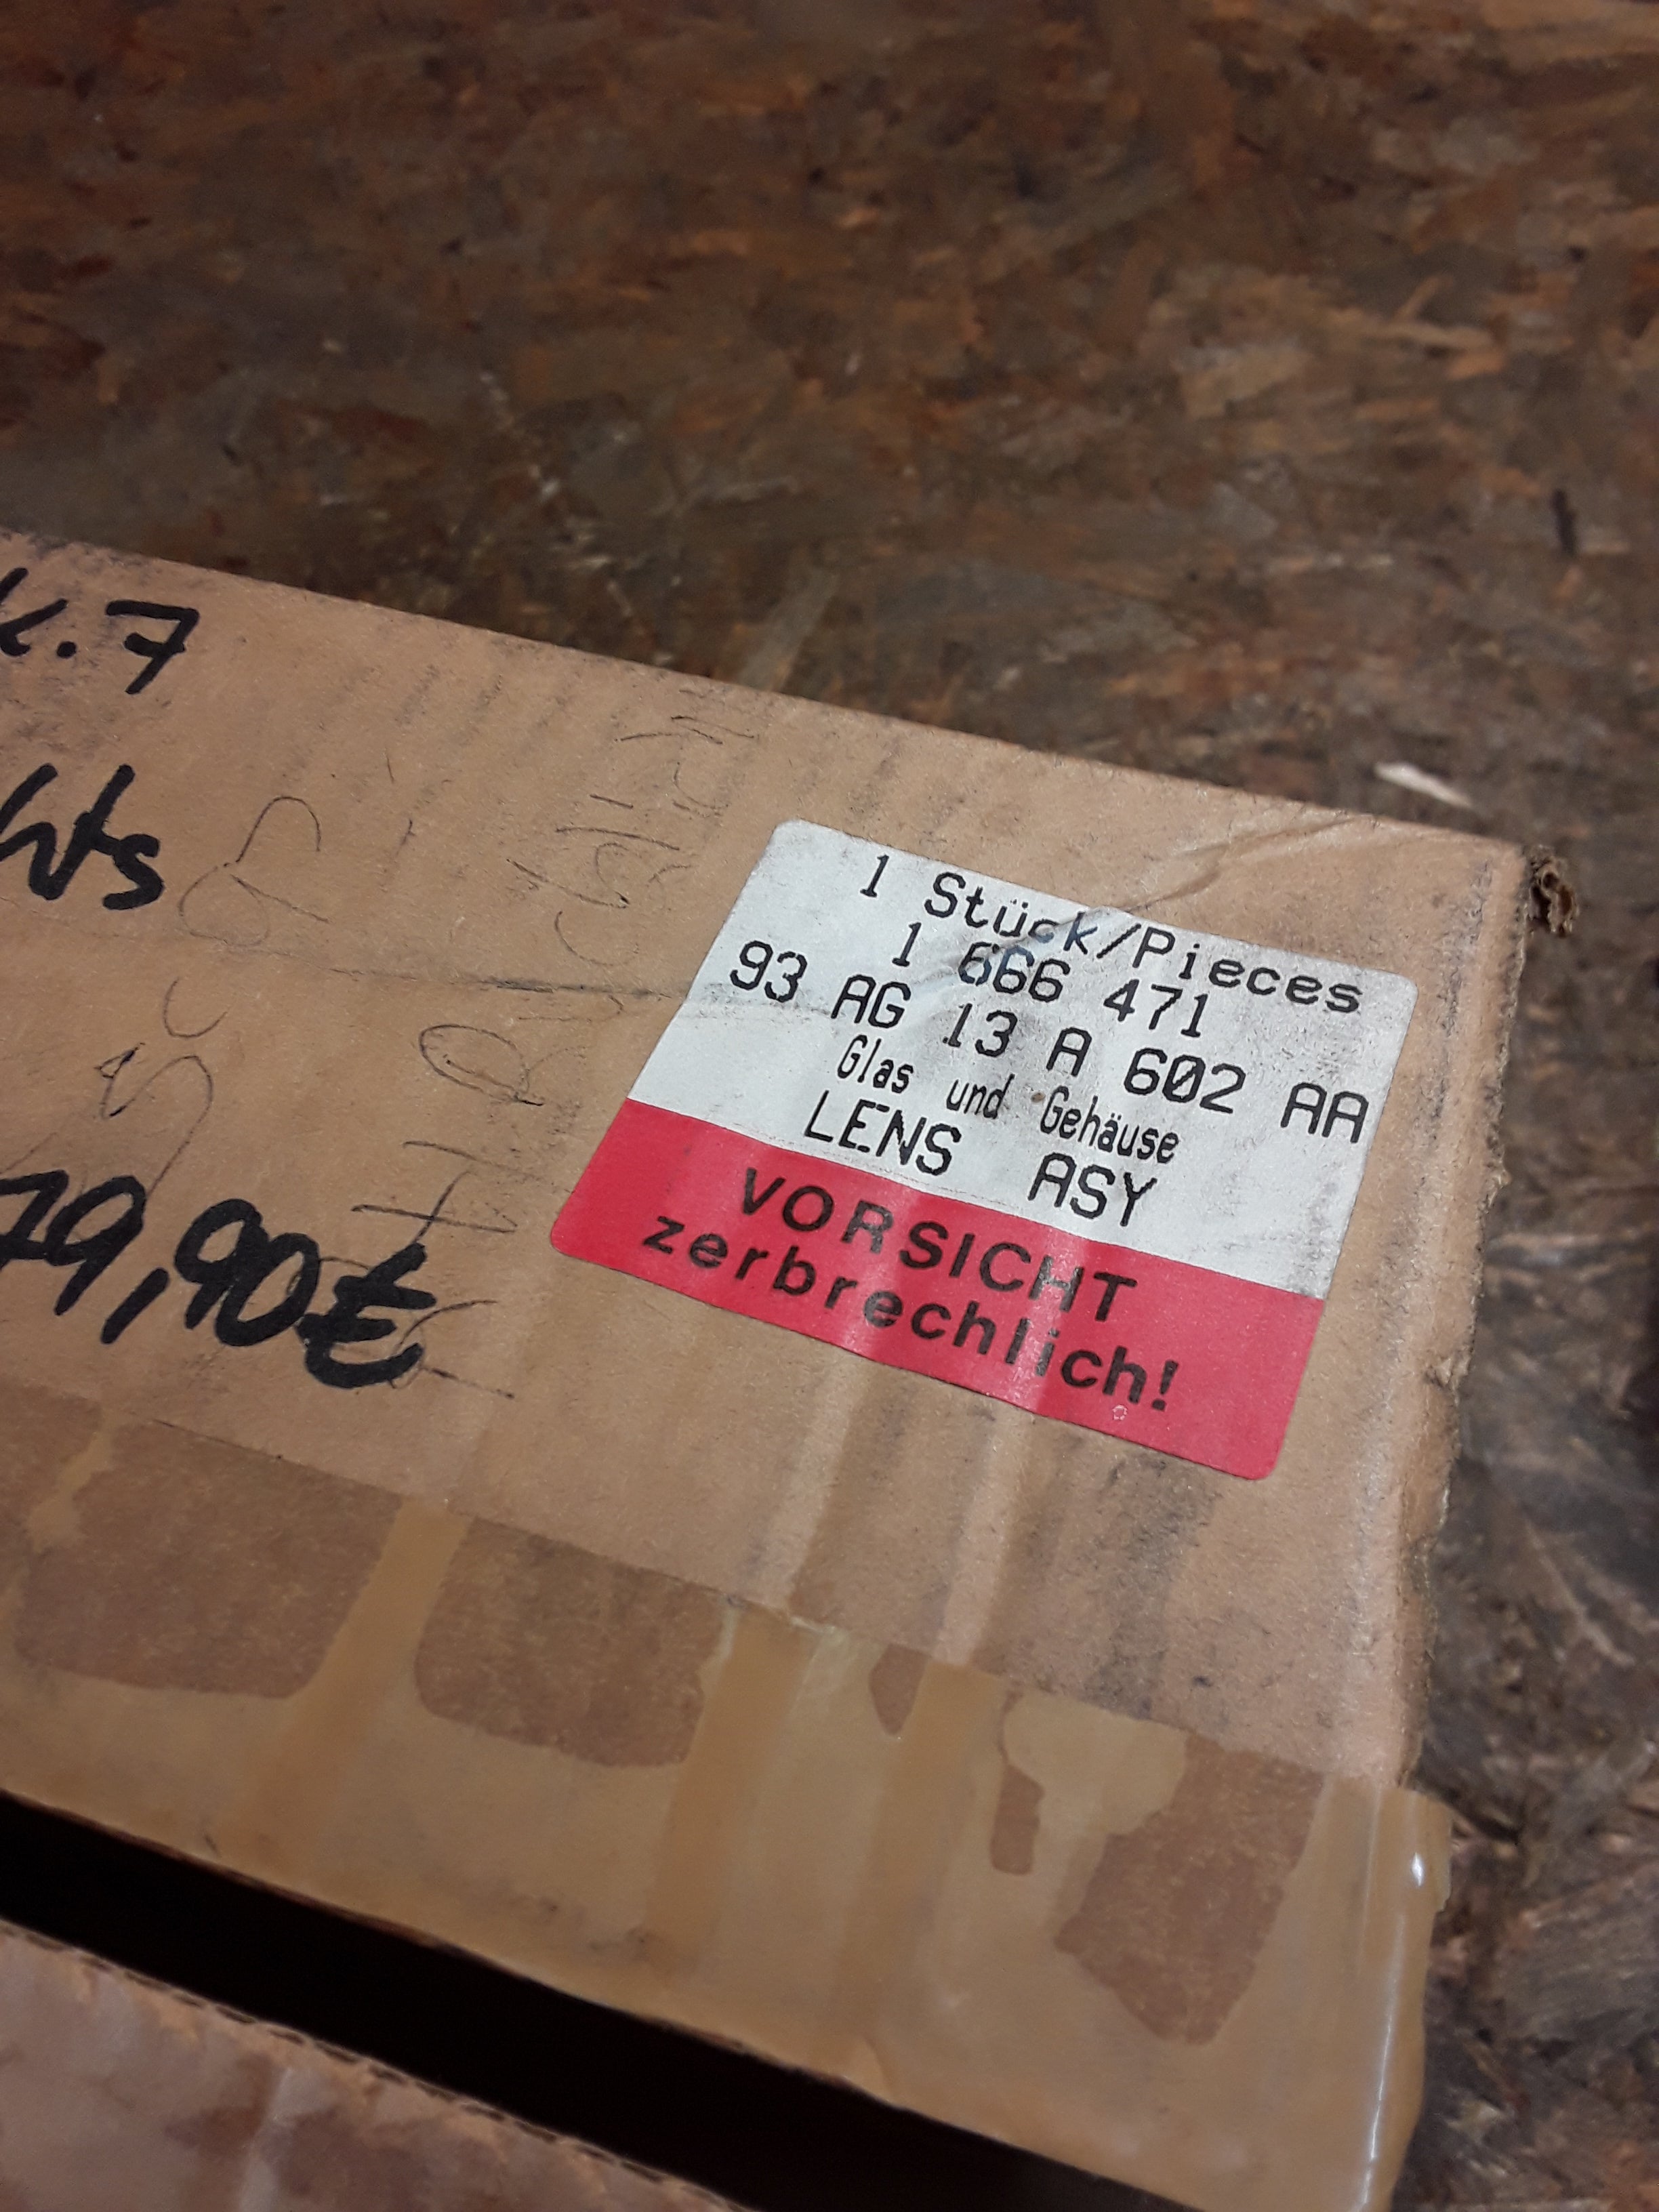 k.7
hts
79,90€
1 Stück/Pieces
1 666 471
93 AG 13 A 602 AA
Glas und Gehäuse
LENS ASY
VORSICHT
zerbrechlich!